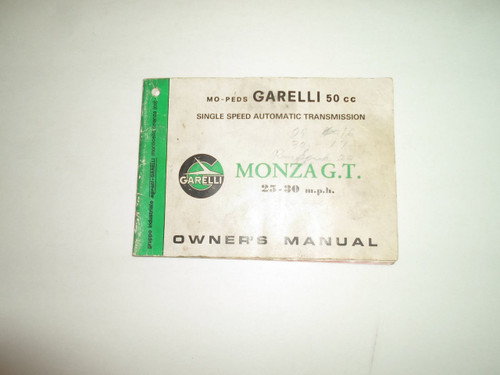 MO-PEDS GARELLI 50 cc
SINGLE SPEED AUTOMATIC TRANSMISSION
GARELLI
MONZA G.T.
25-30 m.p.h.
OWNER'S MANUAL